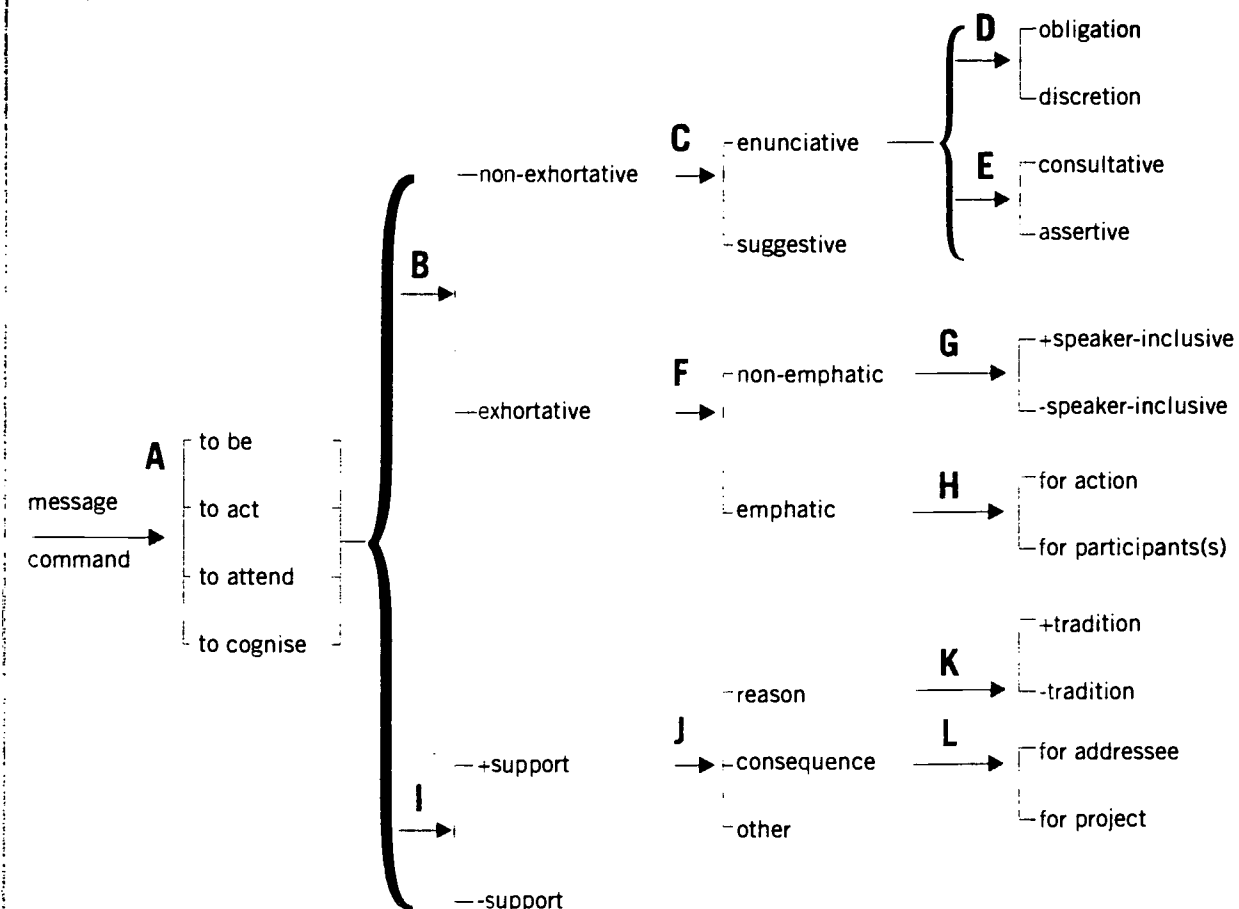 D
obligation
discretion
C
enunciative
E
consultative
non-exhortative
assertive
suggestive
B
G
+speaker-inclusive
F
non-emphatic
exhortative
-speaker-inclusive
A
to be
for action
message
to act
emphatic
H
command
for participants(s)
to attend
to cognise
+tradition
K
reason
-tradition
J
L
for addressee
+support
consequence
I
for project
other
-support